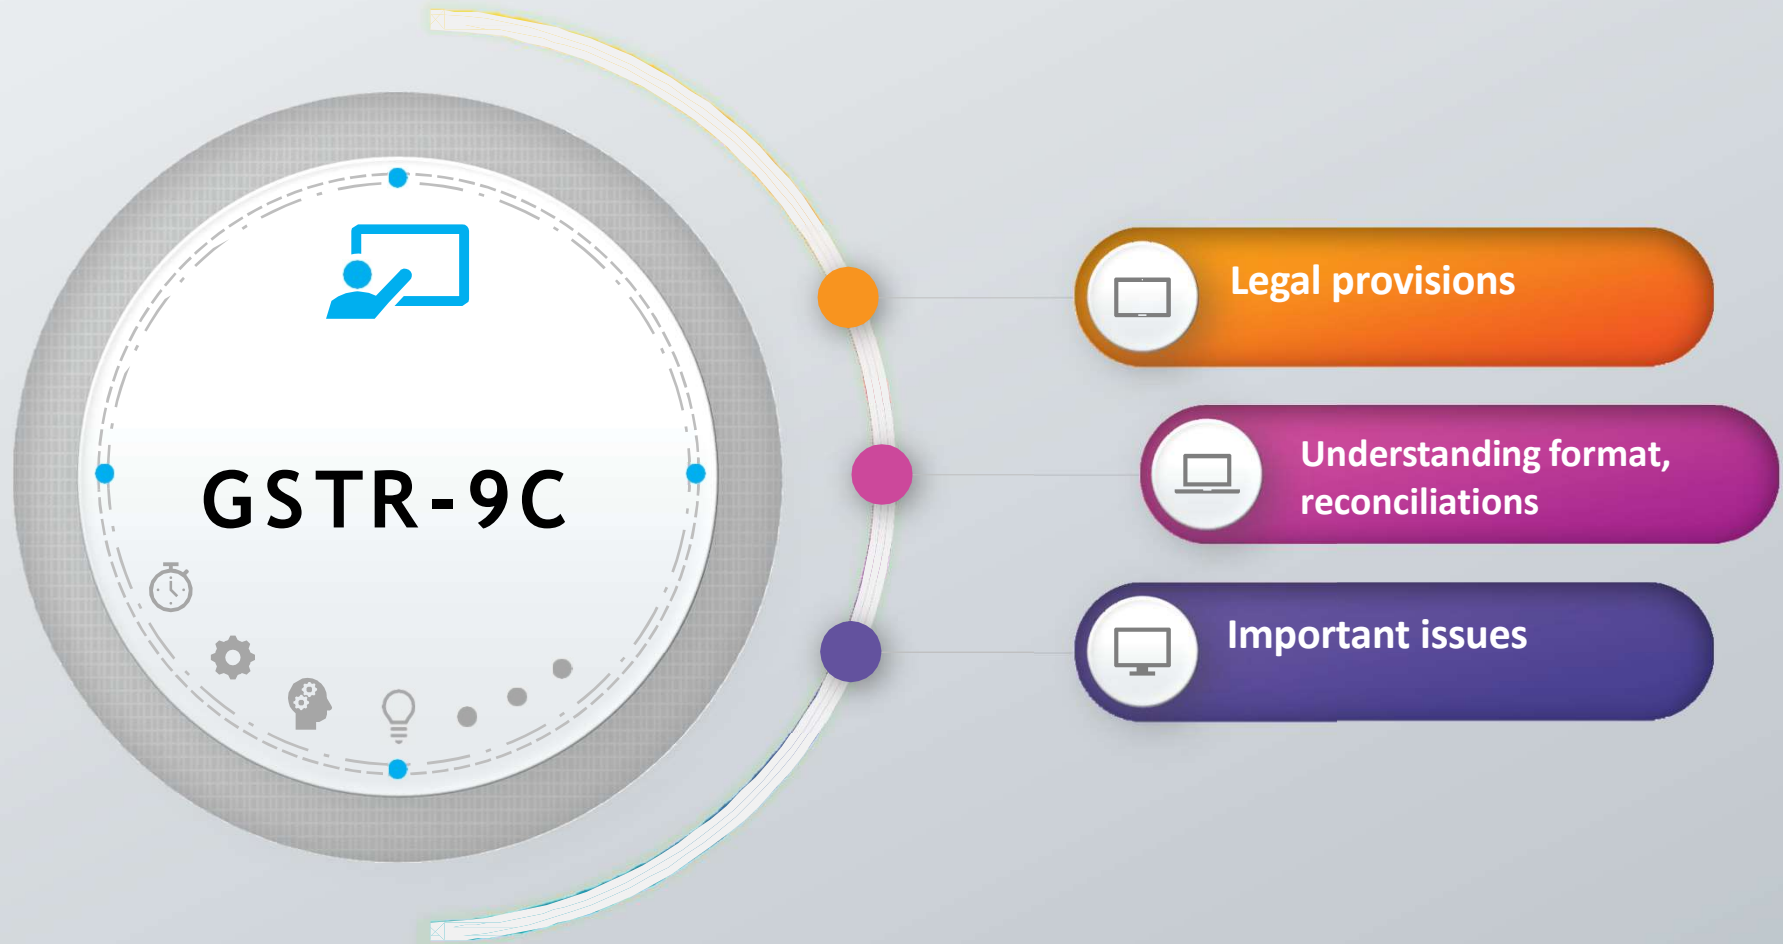 GSTR-9C
Legal provisions
Understanding format,
reconciliations
Important issues